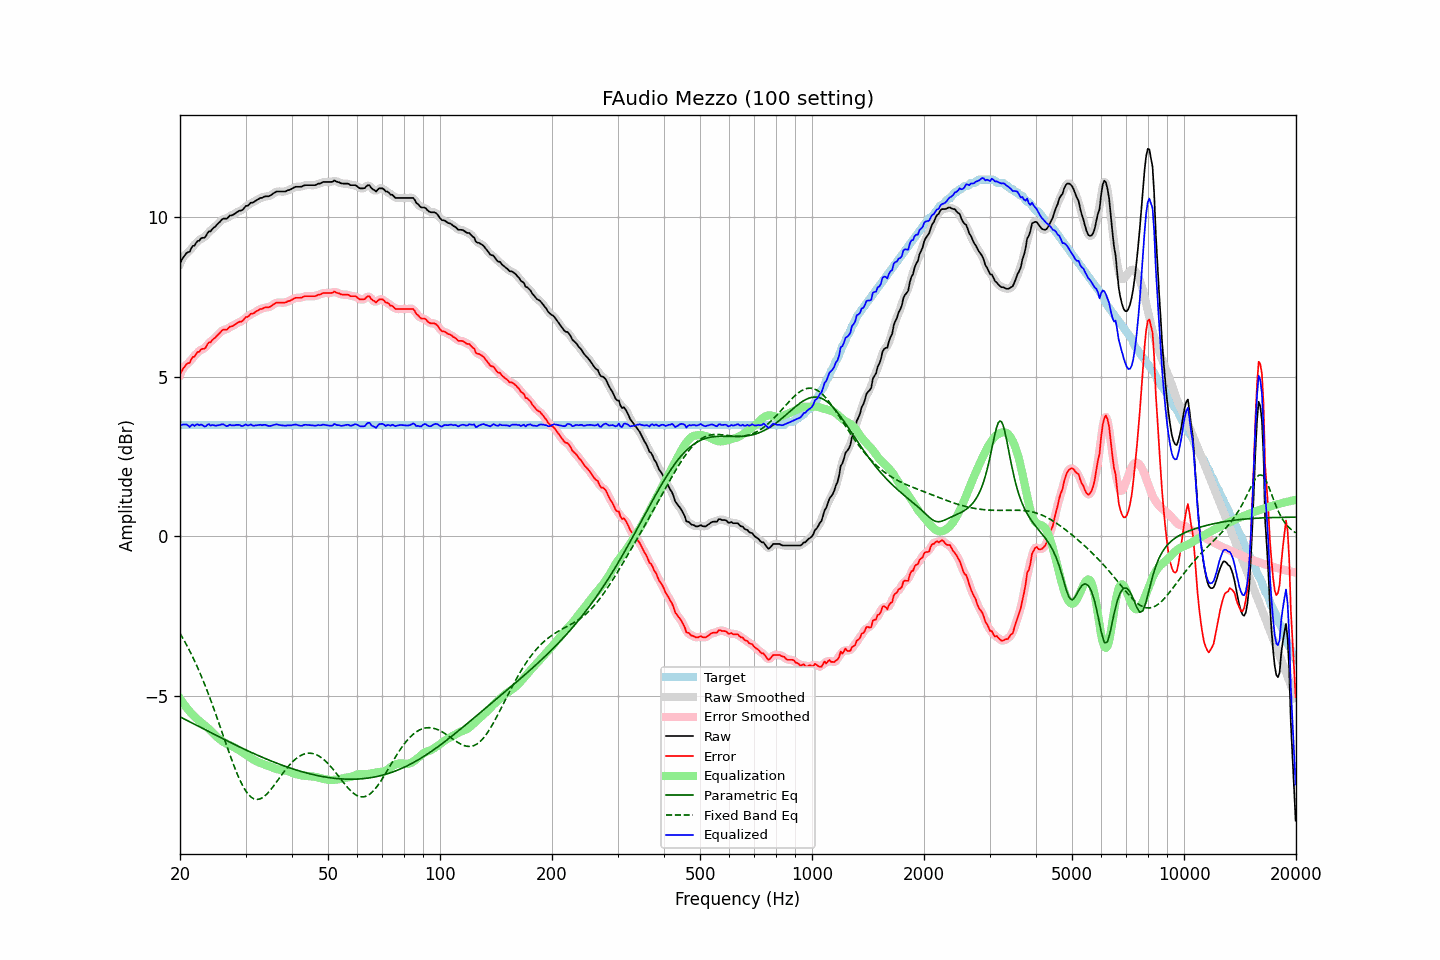 FAudio Mezzo (100 setting)
Amplitude (dBr)
10
5
0
−5
Target
Raw Smoothed
Error Smoothed
Raw
Error
Equalization
Parametric Eq
Fixed Band Eq
Equalized
20 50 100 200 500 1000 2000 5000 10000 20000
Frequency (Hz)